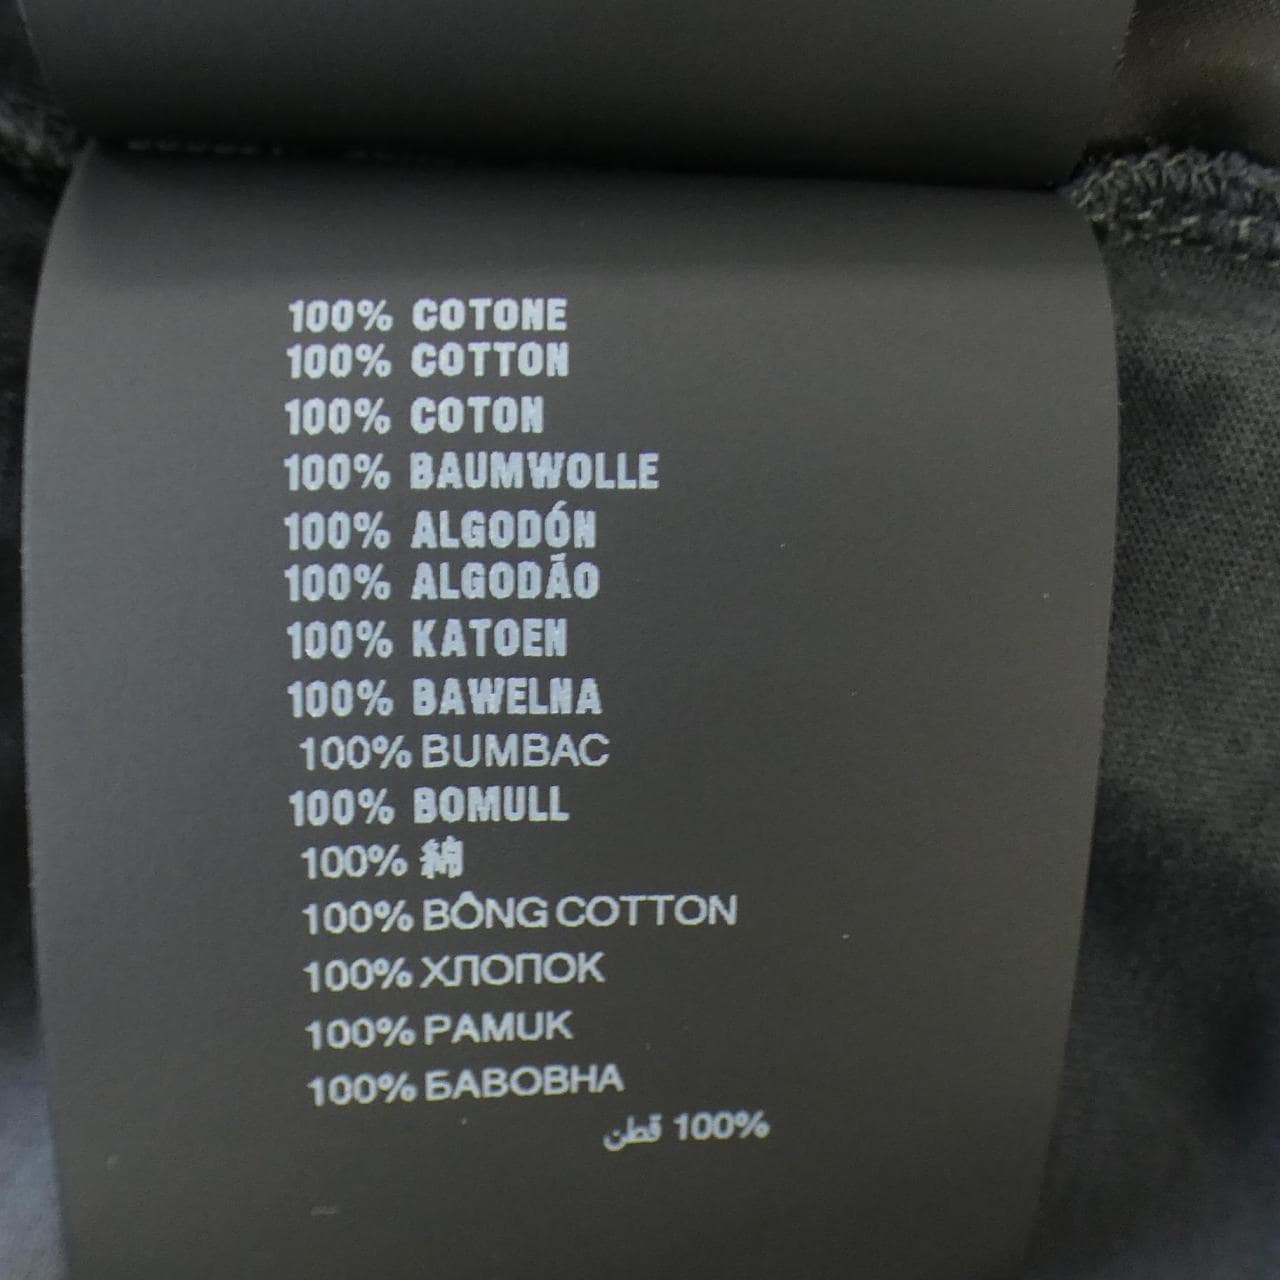 100% COTONE
100% COTTON
100% COTON
100% BAUMWOLLE
100% ALGODÓN
100% ALGODÃO
100% KATOEN
100% BAWELNA
100% BUMBAC
100% BOMULL
100% 綿
100% BÔNG COTTON
100% ХЛОПОК
100% PAMUK
100% БАВОВНА
100% قطن